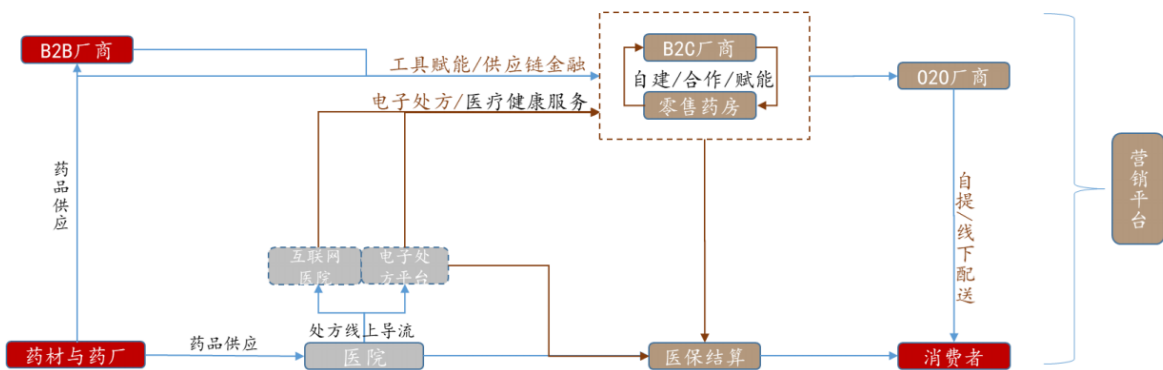 B2B厂商
工具赋能/供应链金融
B2C厂商
自建/合作/赋能
零售药房
O2O厂商
电子处方/医疗健康服务
药品供应
自提/线下配送
营销平台
互联网
医院
电子处
方平台
处方线上导流
药材与药厂
药品供应
医院
医保结算
消费者